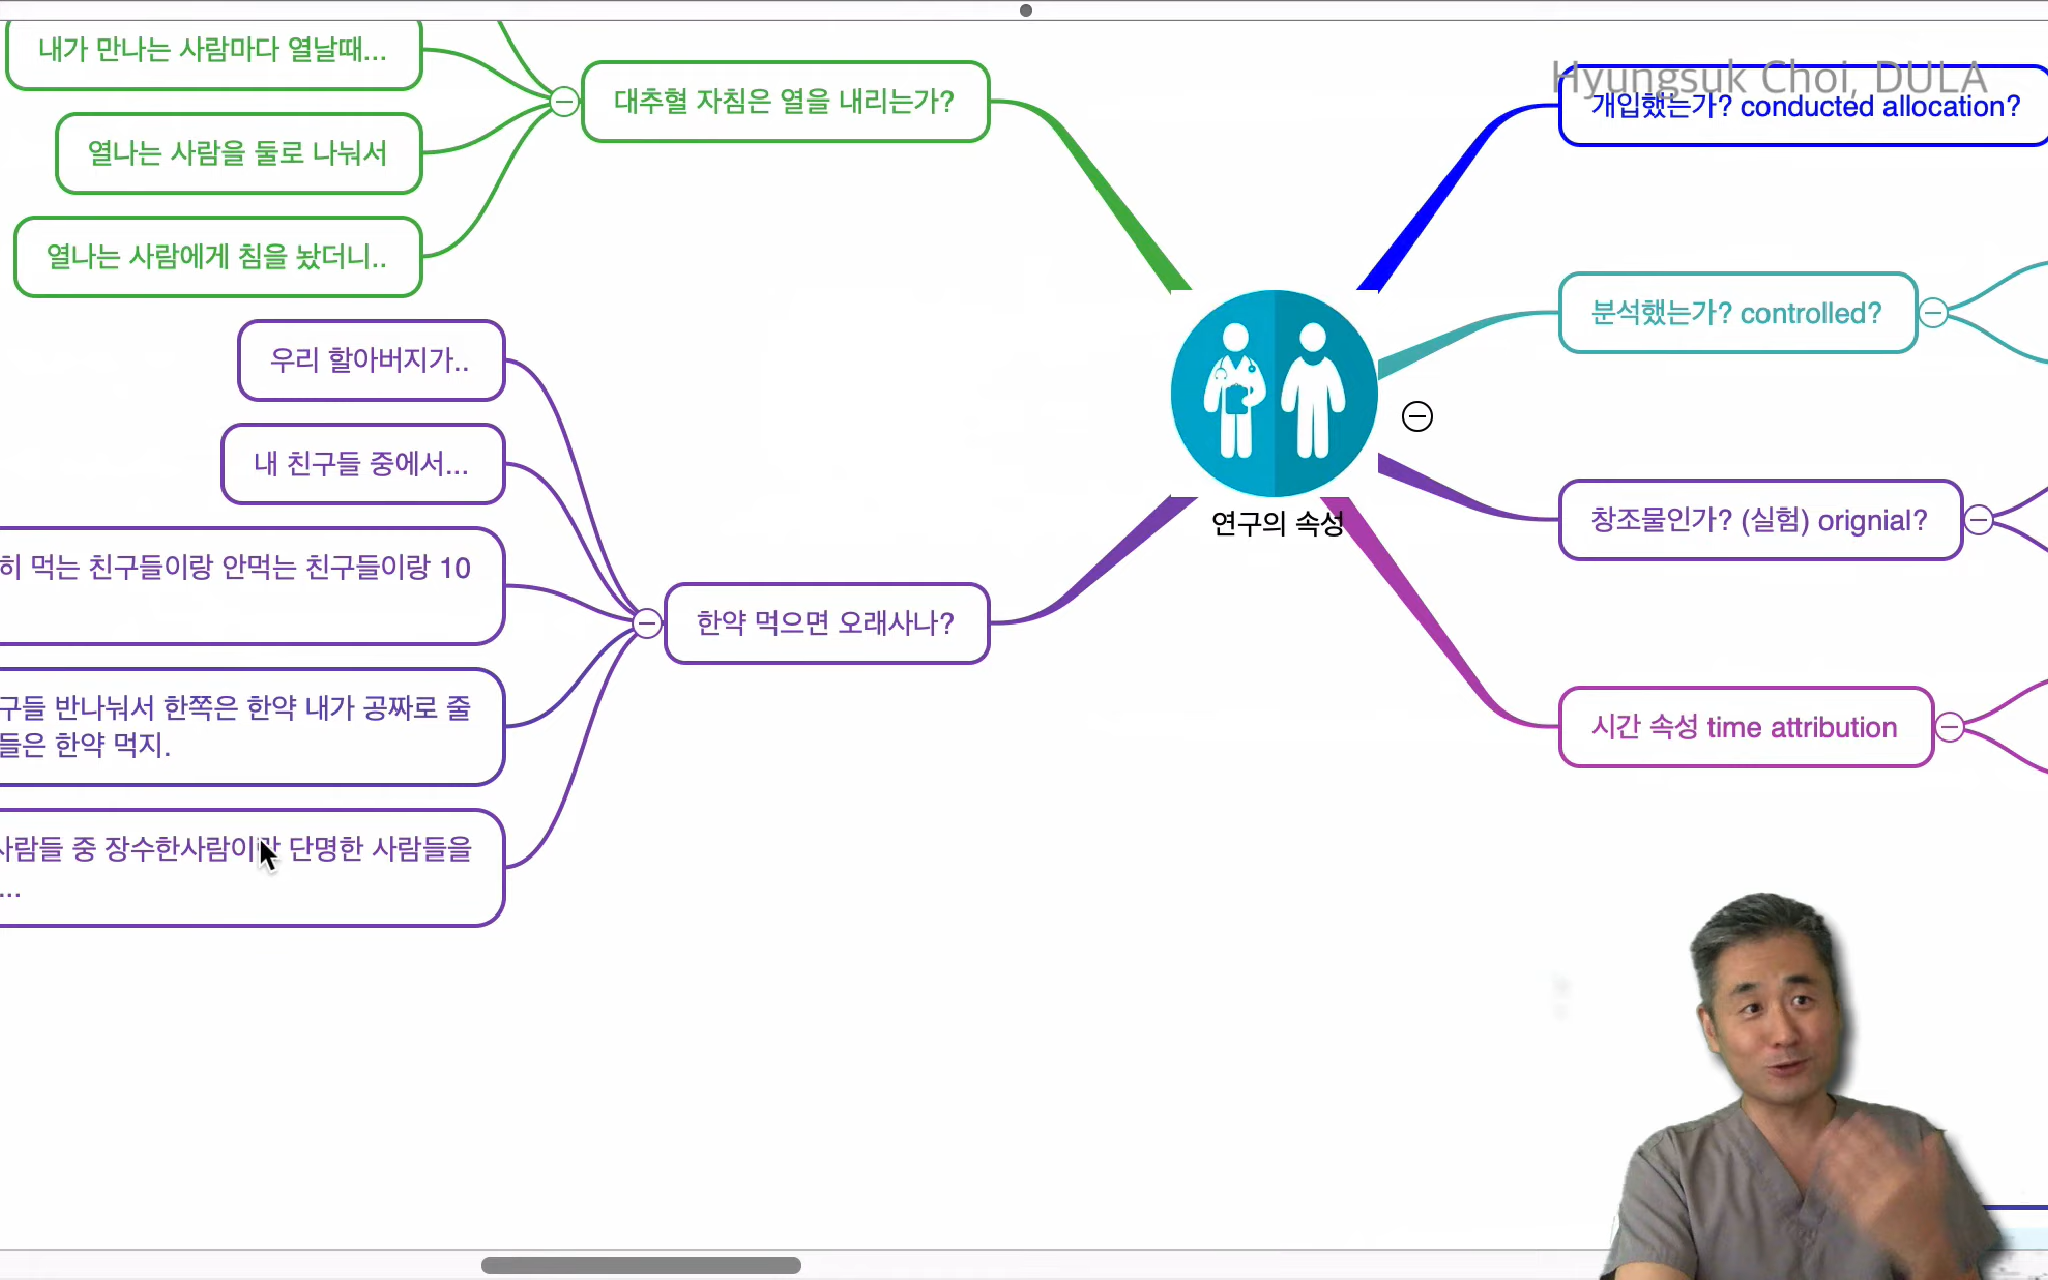 내가 만나는 사람마다 열날때...
열나는 사람을 둘로 나눠서
열나는 사람에게 침을 놨더니..
대추혈 자침은 열을 내리는가?
우리 할아버지가..
내 친구들 중에서...
히 먹는 친구들이랑 안먹는 친구들이랑 10
구들 반나눠서 한쪽은 한약 내가 공짜로 줄
들은 한약 먹지.
사람들 중 장수한사람이랑 단명한 사람들을
...
한약 먹으면 오래사나?
연구의 속성
Hyungsuk Choi, DULA
개입했는가? conducted allocation?
분석했는가? controlled?
창조물인가? (실험) orignial?
시간 속성 time attribution